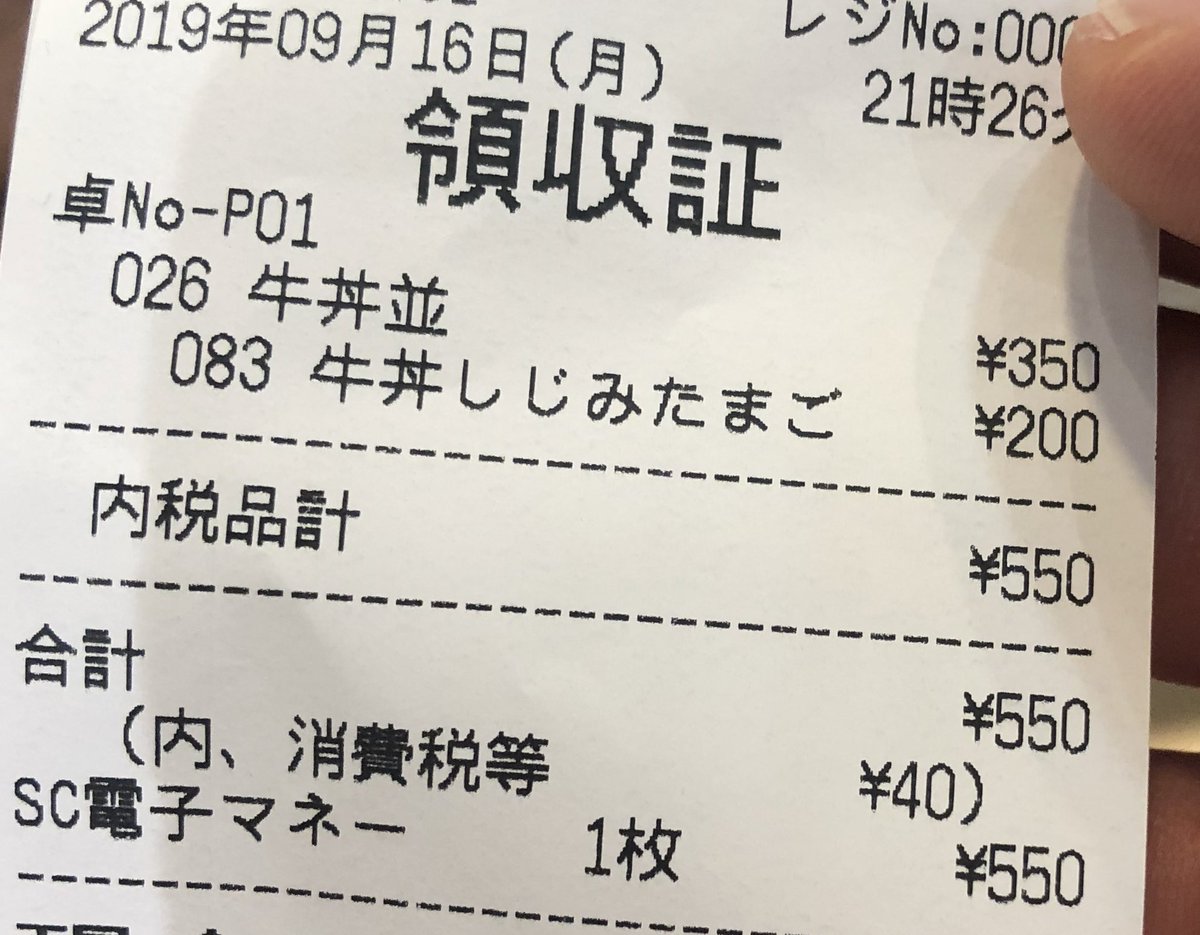 2019年09月16日(月)
レジNo:000
21時26分
領収証
卓No-P01
026 牛丼並 ¥350
083 牛丼しじみたまご ¥200
内税品計 ¥550
合計 ¥550
(内、消費税等 ¥40)
SC電子マネー 1枚 ¥550